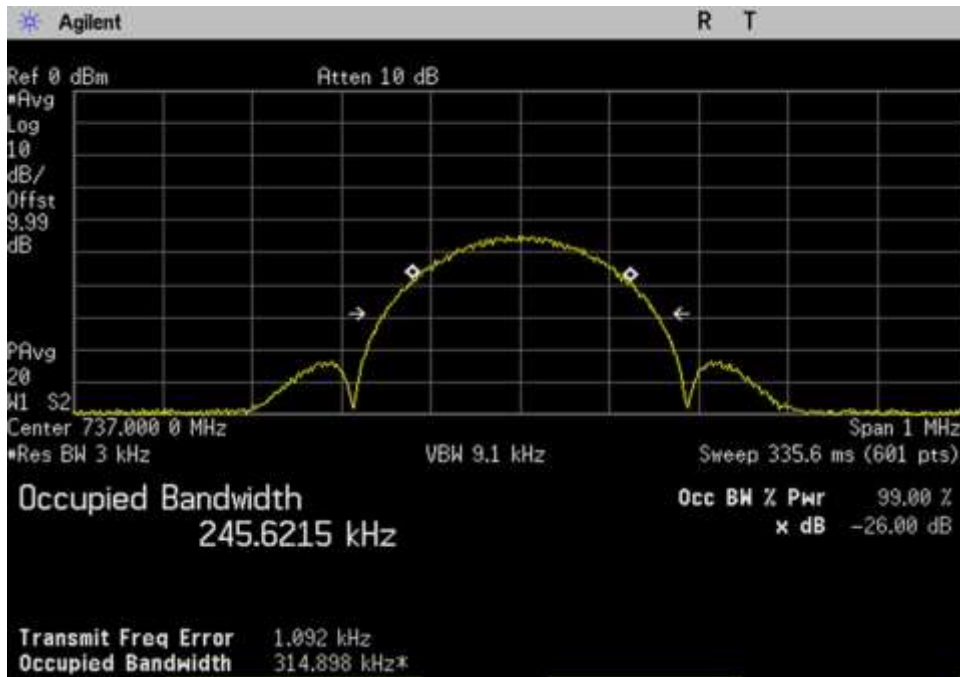 Agilent R T
Ref 0 dBm Atten 10 dB
*Avg
Log
10
dB/
Offst
9.99
dB
PAvg
20
W1 S2
Center 737.000 0 MHz Span 1 MHz
*Res BW 3 kHz VBW 9.1 kHz Sweep 335.6 ms (601 pts)
Occupied Bandwidth Occ BW % Pwr 99.00 %
245.6215 kHz x dB -26.00 dB
Transmit Freq Error 1.092 kHz
Occupied Bandwidth 314.898 kHz*